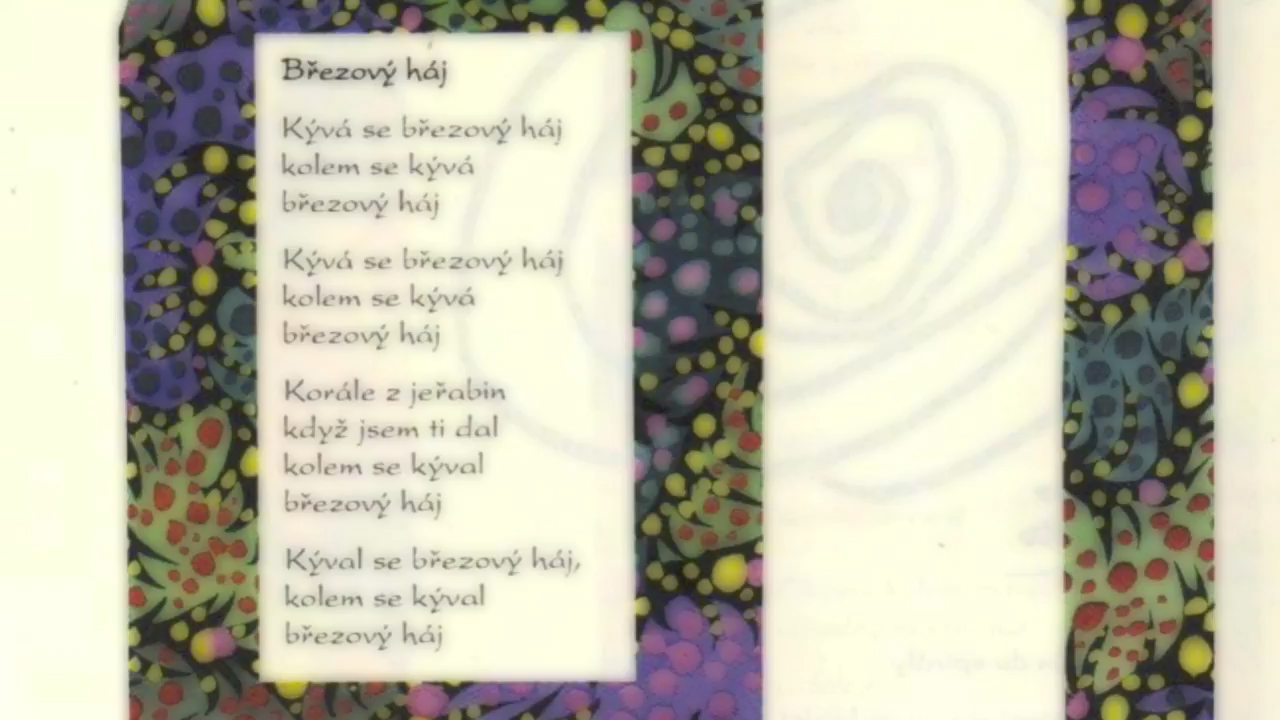 Březový háj
Kývá se březový háj
kolem se kývá
březový háj
Kývá se březový háj
kolem se kývá
březový háj
Korále z jeřabin
když jsem ti dal
kolem se kýval
březový háj
Kýval se březový háj,
kolem se kýval
březový háj